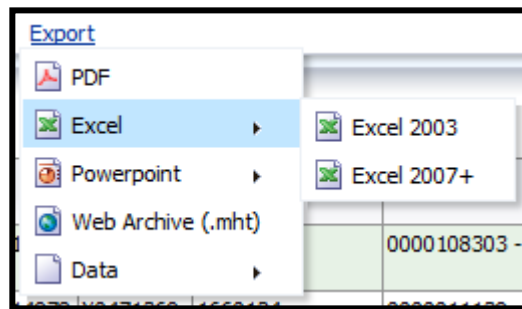 Export
PDF
Excel
Excel 2003
Powerpoint
Excel 2007+
Web Archive (.mht)
Data
0000108303 -